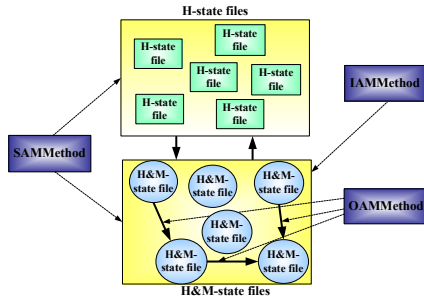 H-state files
H-state
file
H-state
file
H-state
file
H-state
file
H-state
file
H-state
file
IAMMethod
SAMMethod
H&M-
state file
H&M-
state file
H&M-
state file
OAMMethod
H&M-
state file
H&M-
state file
H&M-
state file
H&M-state files